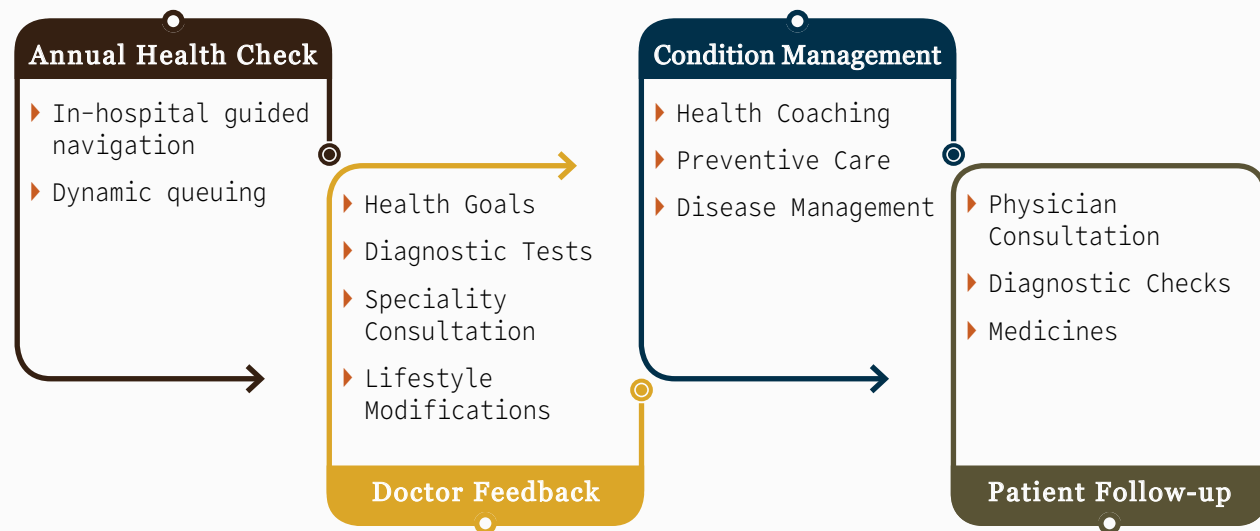 Annual Health Check
In-hospital guided
navigation
Dynamic queuing
Health Goals
Diagnostic Tests
Speciality
Consultation
Lifestyle
Modifications
Doctor Feedback
Condition Management
Health Coaching
Preventive Care
Disease Management
Physician
Consultation
Diagnostic Checks
Medicines
Patient Follow-up